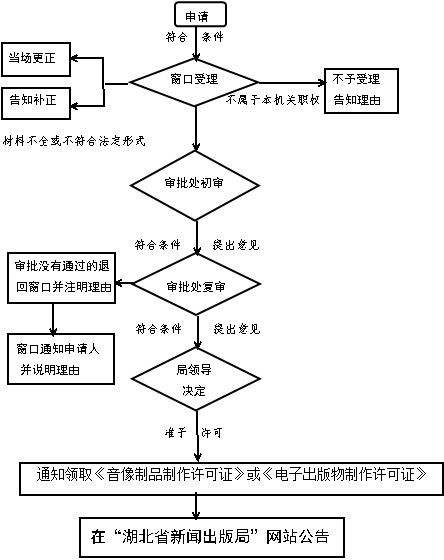 申请
符合 条件
当场更正
窗口受理
不予受理
告知理由
告知补正
不属于本机关职权
材料不全或不符合法定形式
审批处初审
符合条件 提出意见
审批没有通过的退
回窗口并注明理由
审批处复审
符合条件 提出意见
窗口通知申请人
并说明理由
局领导
决定
准予 许可
通知领取《音像制品制作许可证》或《电子出版物制作许可证》
在“湖北省新闻出版局”网站公告